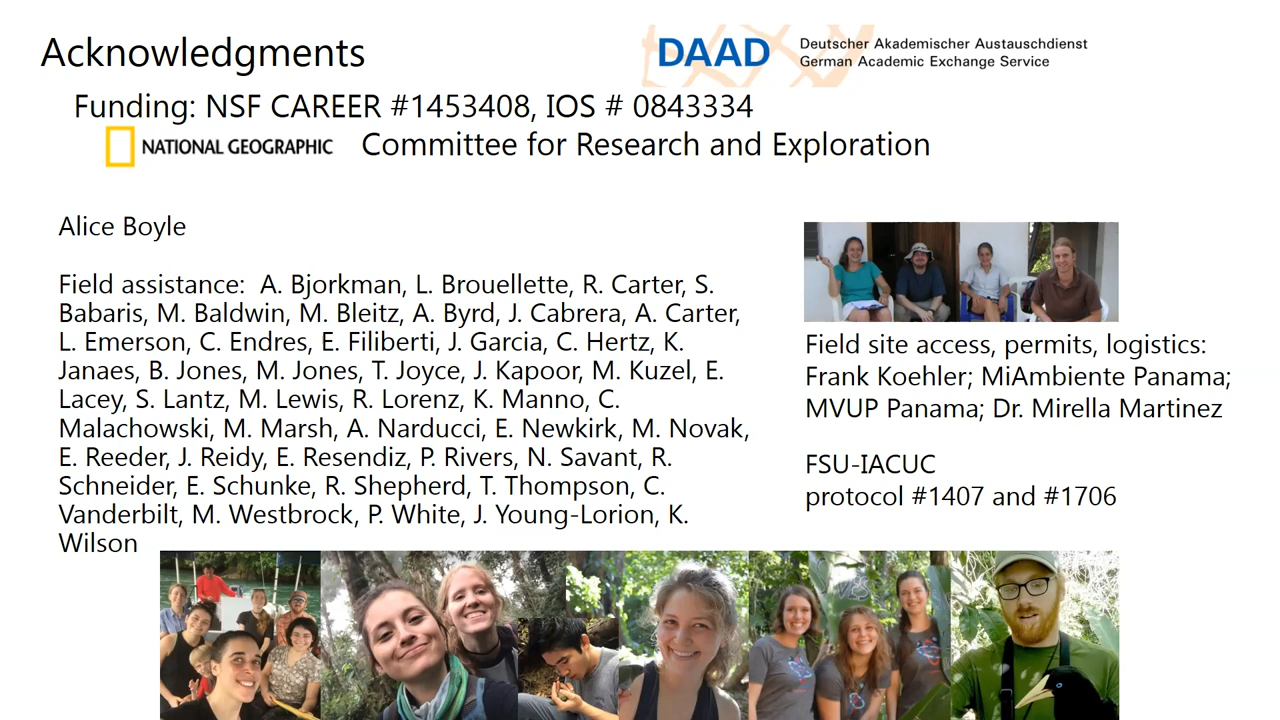 Acknowledgments
DAAD
Deutscher Akademischer Austauschdienst
German Academic Exchange Service
Funding: NSF CAREER #1453408, IOS # 0843334
NATIONAL GEOGRAPHIC Committee for Research and Exploration
Alice Boyle
Field assistance: A. Bjorkman, L. Brouellette, R. Carter, S.
Babaris, M. Baldwin, M. Bleitz, A. Byrd, J. Cabrera, A. Carter,
L. Emerson, C. Endres, E. Filiberti, J. Garcia, C. Hertz, K.
Janaes, B. Jones, M. Jones, T. Joyce, J. Kapoor, M. Kuzel, E.
Lacey, S. Lantz, M. Lewis, R. Lorenz, K. Manno, C.
Malachowski, M. Marsh, A. Narducci, E. Newkirk, M. Novak,
E. Reeder, J. Reidy, E. Resendiz, P. Rivers, N. Savant, R.
Schneider, E. Schunke, R. Shepherd, T. Thompson, C.
Vanderbilt, M. Westbrock, P. White, J. Young-Lorion, K.
Wilson
Field site access, permits, logistics:
Frank Koehler; MiAmbiente Panama;
MVUP Panama; Dr. Mirella Martinez
FSU-IACUC
protocol #1407 and #1706